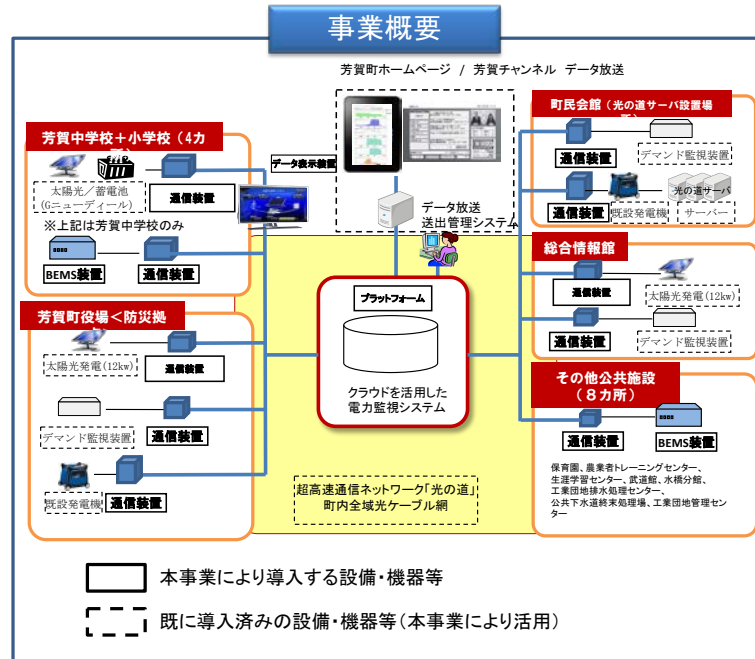 事業概要
芳賀町ホームページ / 芳賀チャンネル データ放送
芳賀中学校+小学校(4カ
太陽光/蓄電池
(Gニューディール)
通信装置
※上記は芳賀中学校のみ
BEMS装置
通信装置
データ表示装置
データ放送
送出管理システム
町民会館(光の道サーバ設置場
通信装置
デマンド監視装置
通信装置
既設発電機
光の道サーバ
サーバー
総合情報館
通信装置
太陽光発電(12kw)
通信装置
デマンド監視装置
芳賀町役場<防災拠
太陽光発電(12kw)
通信装置
デマンド監視装置
通信装置
既設発電機
通信装置
プラットフォーム
クラウドを活用した
電力監視システム
超高速通信ネットワーク「光の道」
町内全域光ケーブル網
その他公共施設
(8カ所)
通信装置
BEMS装置
保育園、農業者トレーニングセンター、
生涯学習センター、武道館、水橋分館、
工業団地排水処理センター、
公共下水道終末処理場、工業団地管理セン
ター
本事業により導入する設備・機器等
既に導入済みの設備・機器等(本事業により活用)